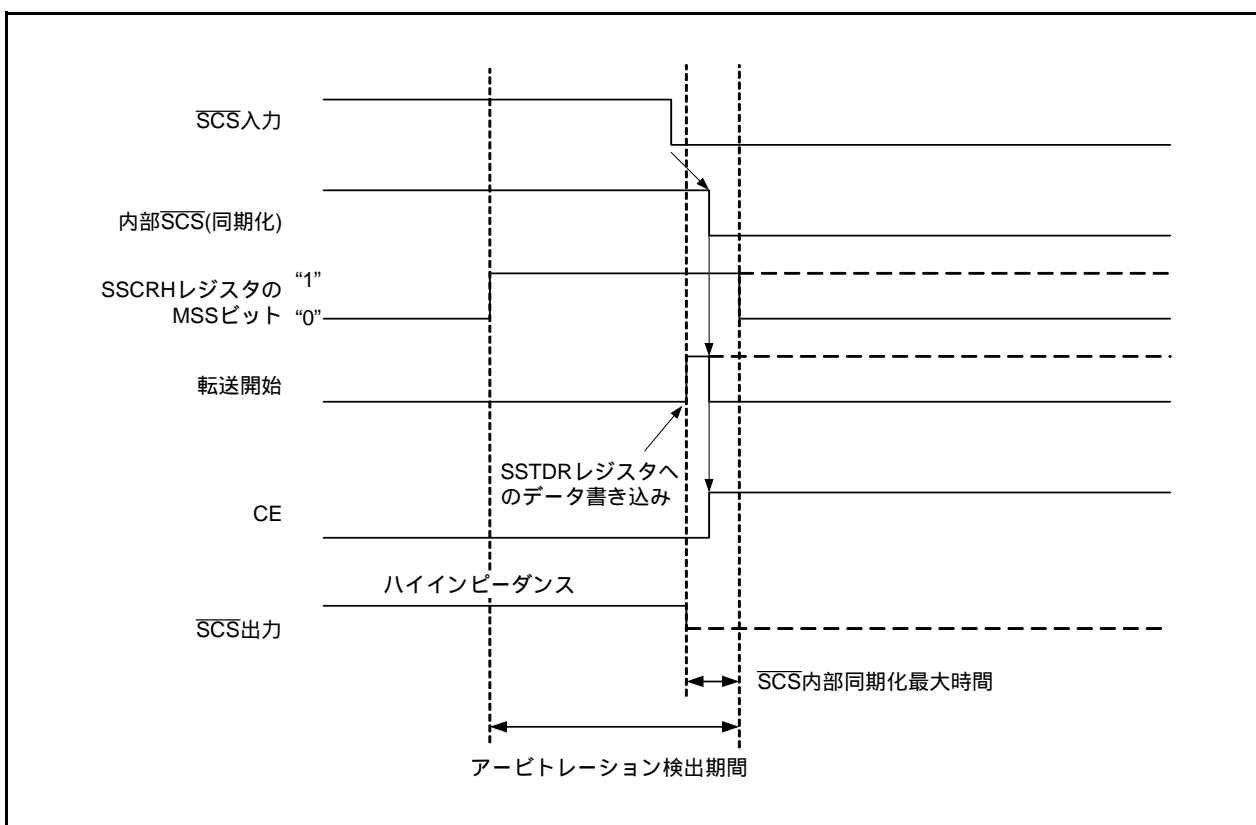 SCS入力
内部SCS(同期化)
“1”
SSCRHレジスタの
MSSビット “0”
転送開始
SSTDRレジスタへ
のデータ書き込み
CE
ハイインピーダンス
SCS出力
SCS内部同期化最大時間
アービトレーション検出期間